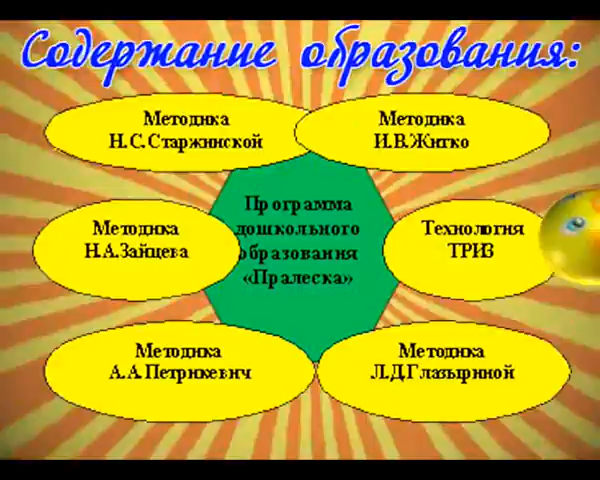 Содержание образования:
Методика
Н.С.Старжинской
Методика
И.В.Житко
Программа
дошкольного
образования
«Пралеска»
Методика
Н.А.Зайцева
Технология
ТРИЗ
Методика
А.А.Петрикевич
Методика
Л.Д.Глазыриной